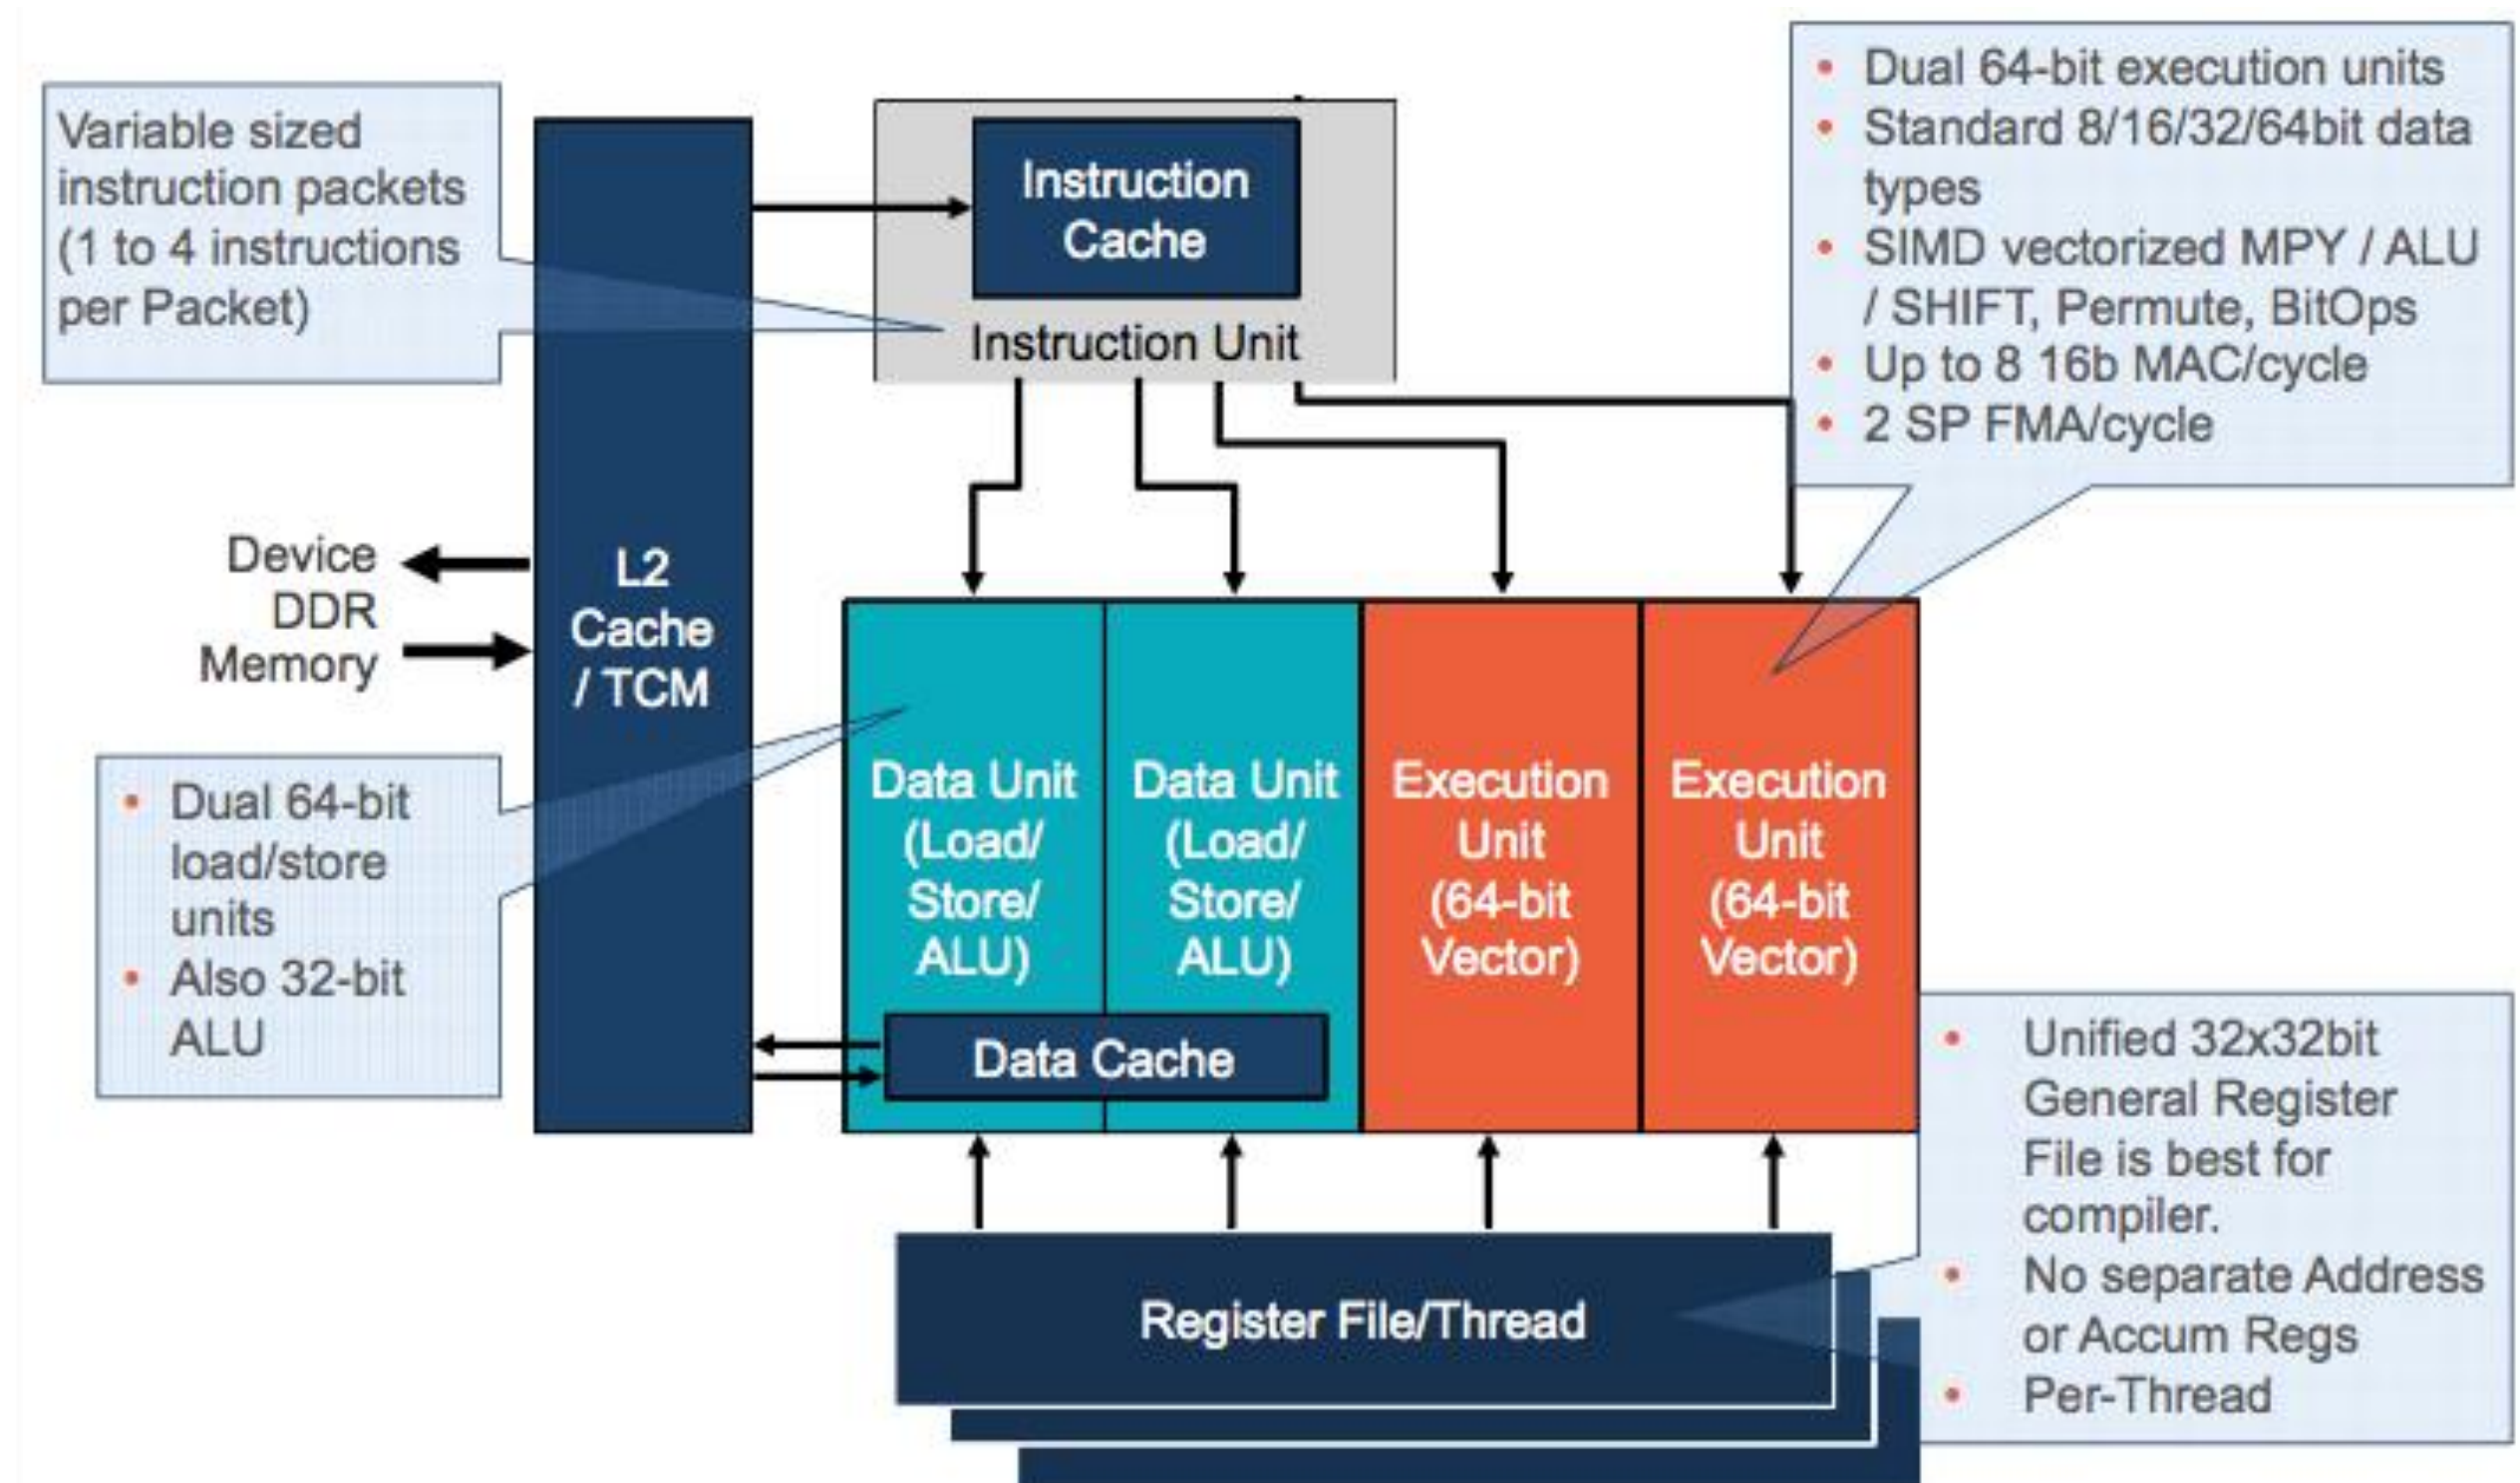 Variable sized
instruction packets
(1 to 4 instructions
per Packet)
Instruction
Cache
Instruction Unit
• Dual 64-bit execution units
• Standard 8/16/32/64bit data
types
• SIMD vectorized MPY / ALU
/ SHIFT, Permute, BitOps
• Up to 8 16b MAC/cycle
• 2 SP FMA/cycle
Device
DDR
Memory
L2
Cache
/ TCM
• Dual 64-bit
load/store
units
• Also 32-bit
ALU
Data Unit
(Load/
Store/
ALU)
Data Unit
(Load/
Store/
ALU)
Execution
Unit
(64-bit
Vector)
Execution
Unit
(64-bit
Vector)
Data Cache
Register File/Thread
• Unified 32x32bit
General Register
File is best for
compiler.
• No separate Address
or Accum Regs
• Per-Thread